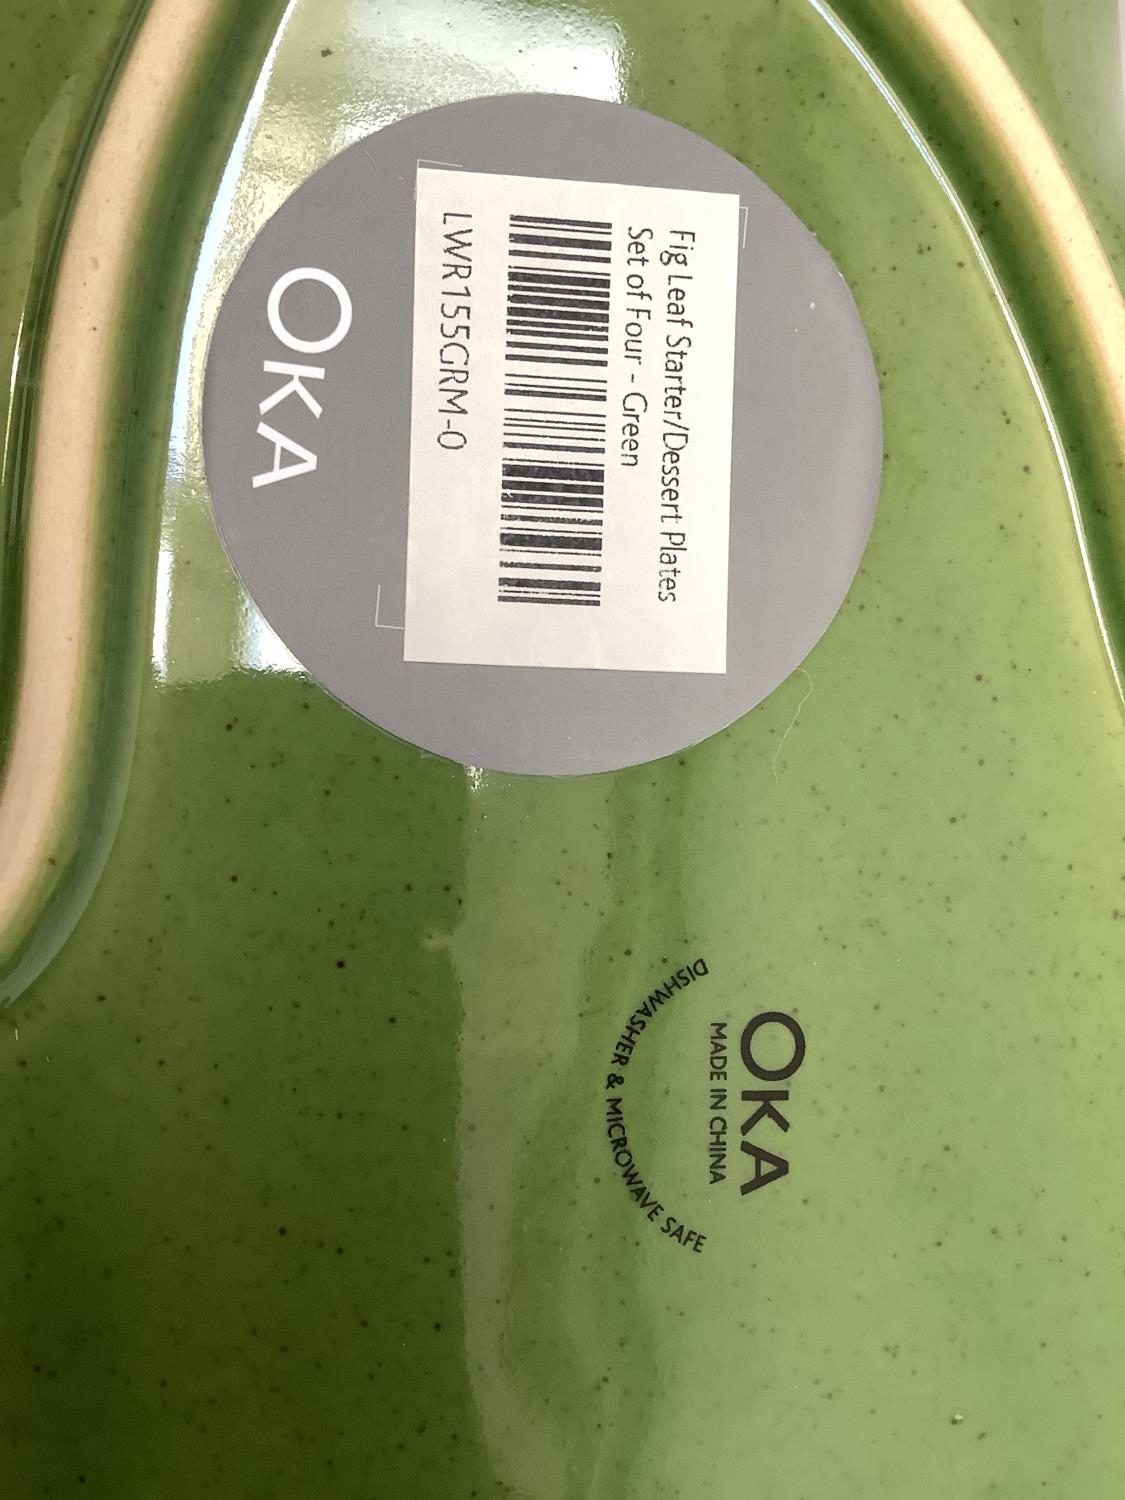 Fig Leaf Starter/Dessert Plates
Set of Four - Green
LWR155GRM-0
OKA
OKA
MADE IN CHINA
DISHWASHER & MICROWAVE SAFE